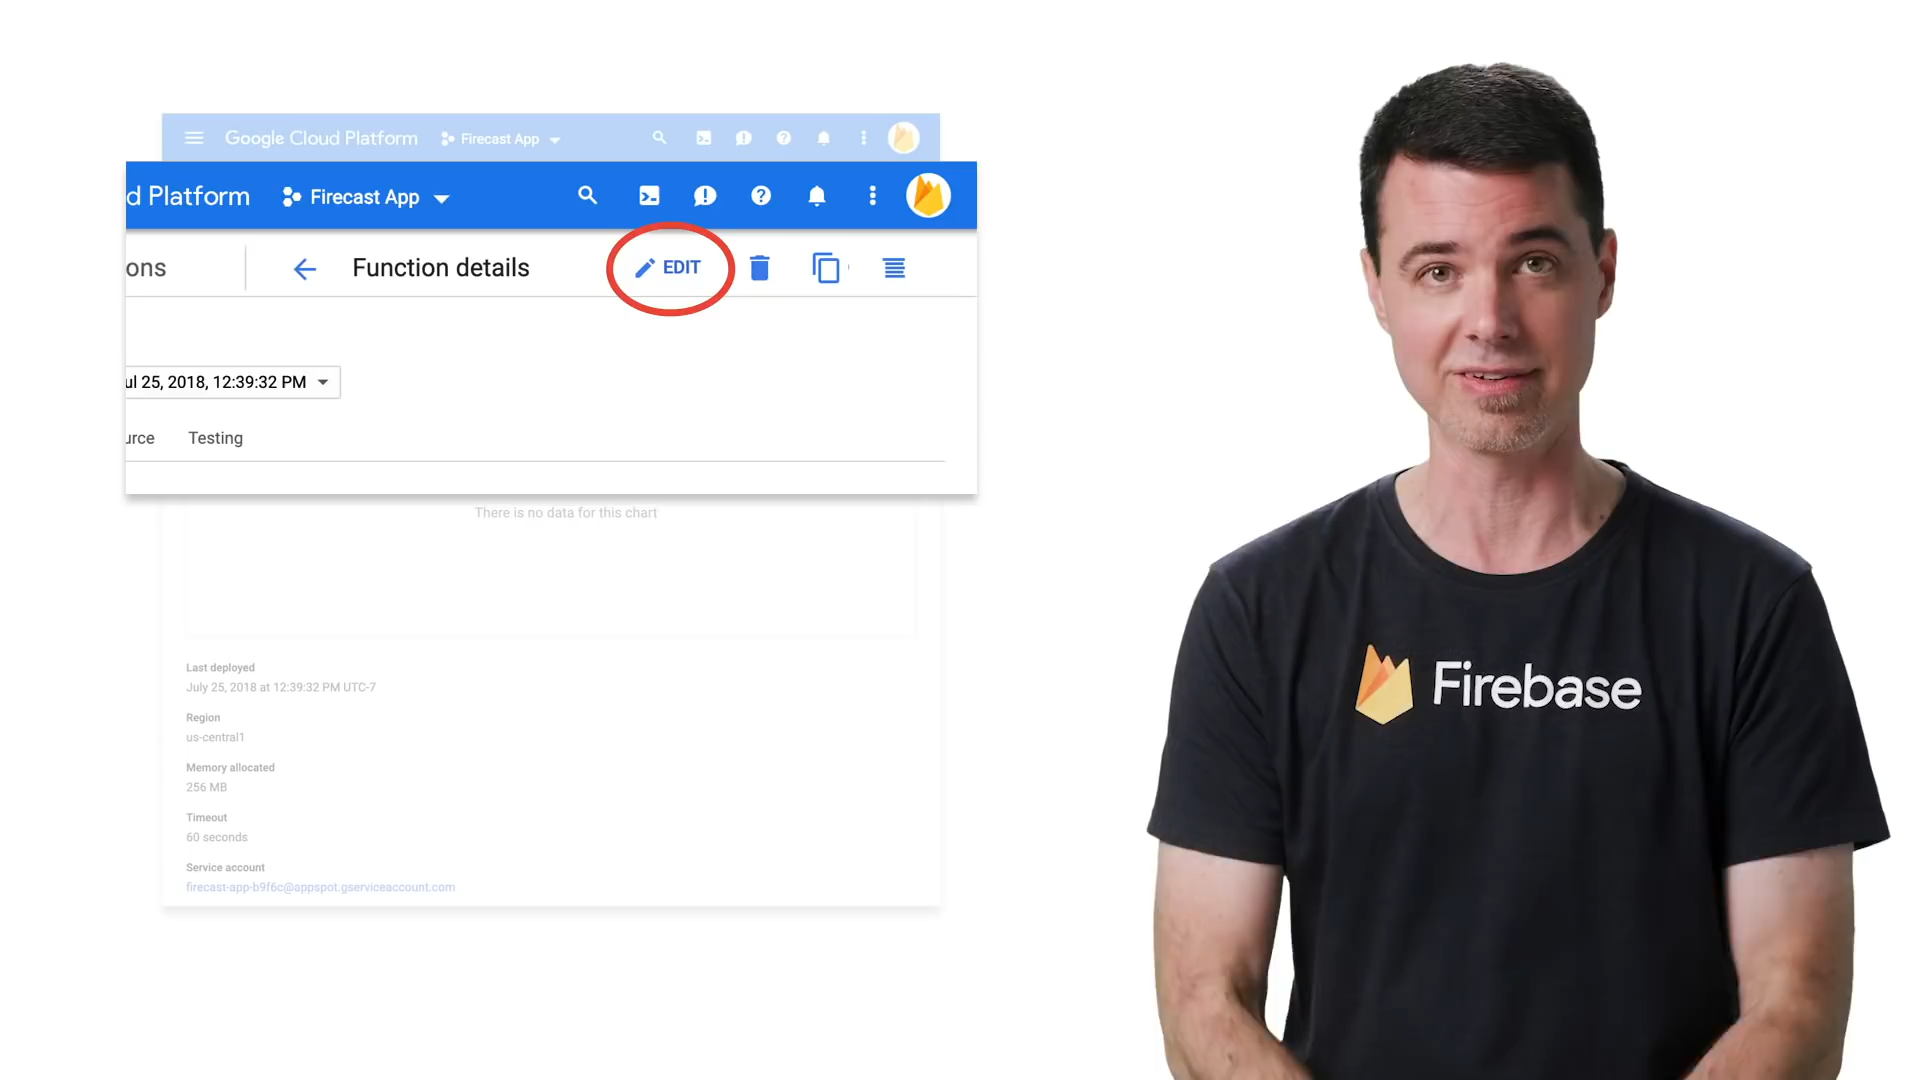 Google Cloud Platform Firecast App
d Platform Firecast App
ons Function details EDIT
ul 25, 2018, 12:39:32 PM
urce Testing
There is no data for this chart
Last deployed
July 25, 2018 at 12:39:32 PM UTC-7
Region
us-central1
Memory allocated
256 MB
Timeout
60 seconds
Service account
firecast-app-b9f6c@appspot.gserviceaccount.com
Firebase